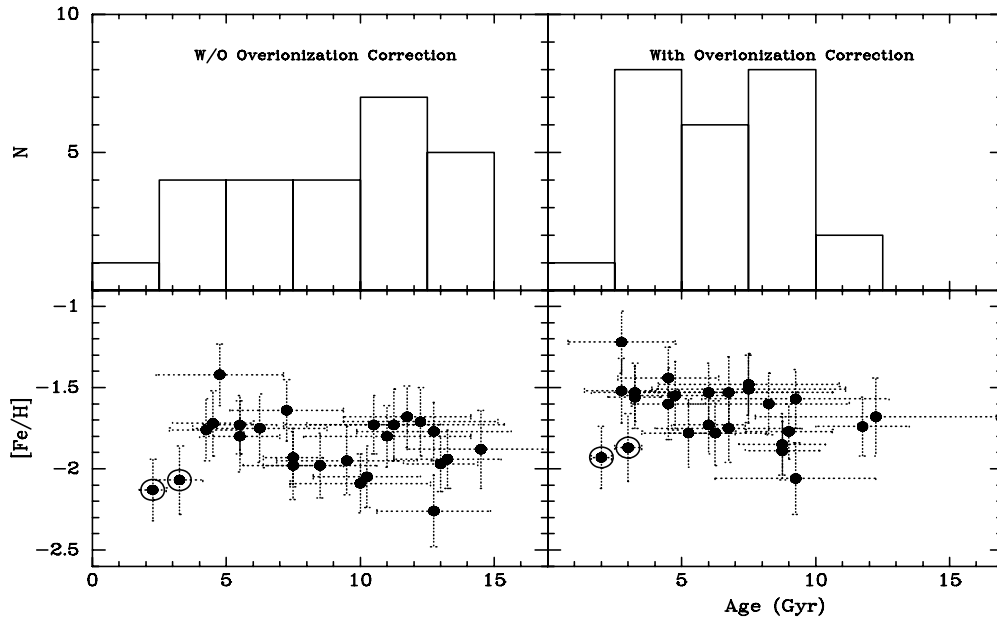 10
W/O Overionization Correction
With Overionization Correction
N
5
-1
-1.5
[Fe/H]
-2
-2.5
0
5
10
15
5
10
15
Age (Gyr)